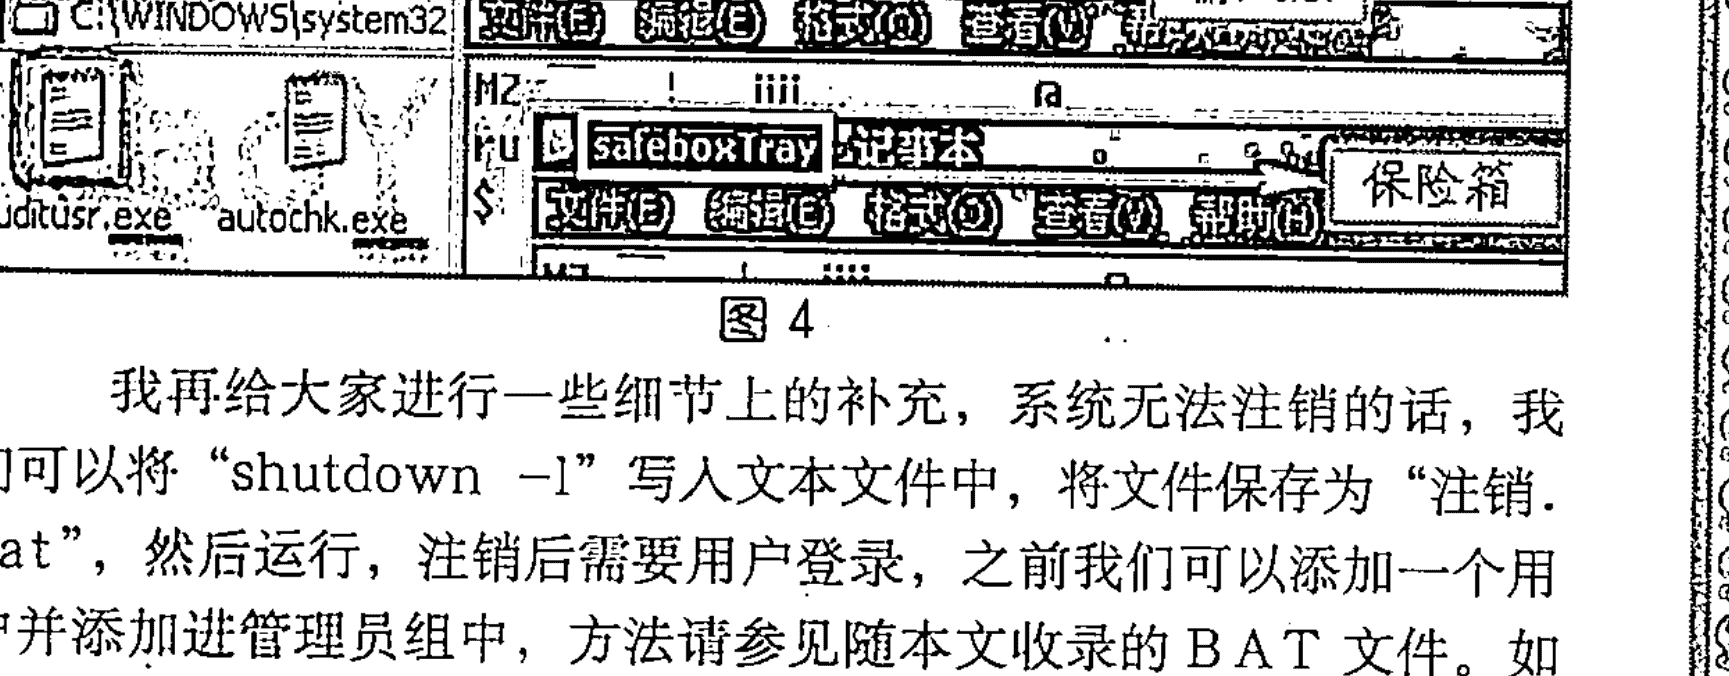 C:\WINDOWS\system32
文件(F) 编辑(E) 格式(O) 查看(V)
MZ ! iiii @
safeboxTray 记事本
保险箱
$
文件(F) 编辑(E) 格式(O) 查看(V) 帮助(H)
uditusr.exe autochk.exe
图 4
我再给大家进行一些细节上的补充，系统无法注销的话，我
们可以将“shutdown -l”写入文本文件中，将文件保存为“注销.
at”，然后运行，注销后需要用户登录，之前我们可以添加一个用
户并添加进管理员组中，方法请参见随本文收录的 BAT 文件。如